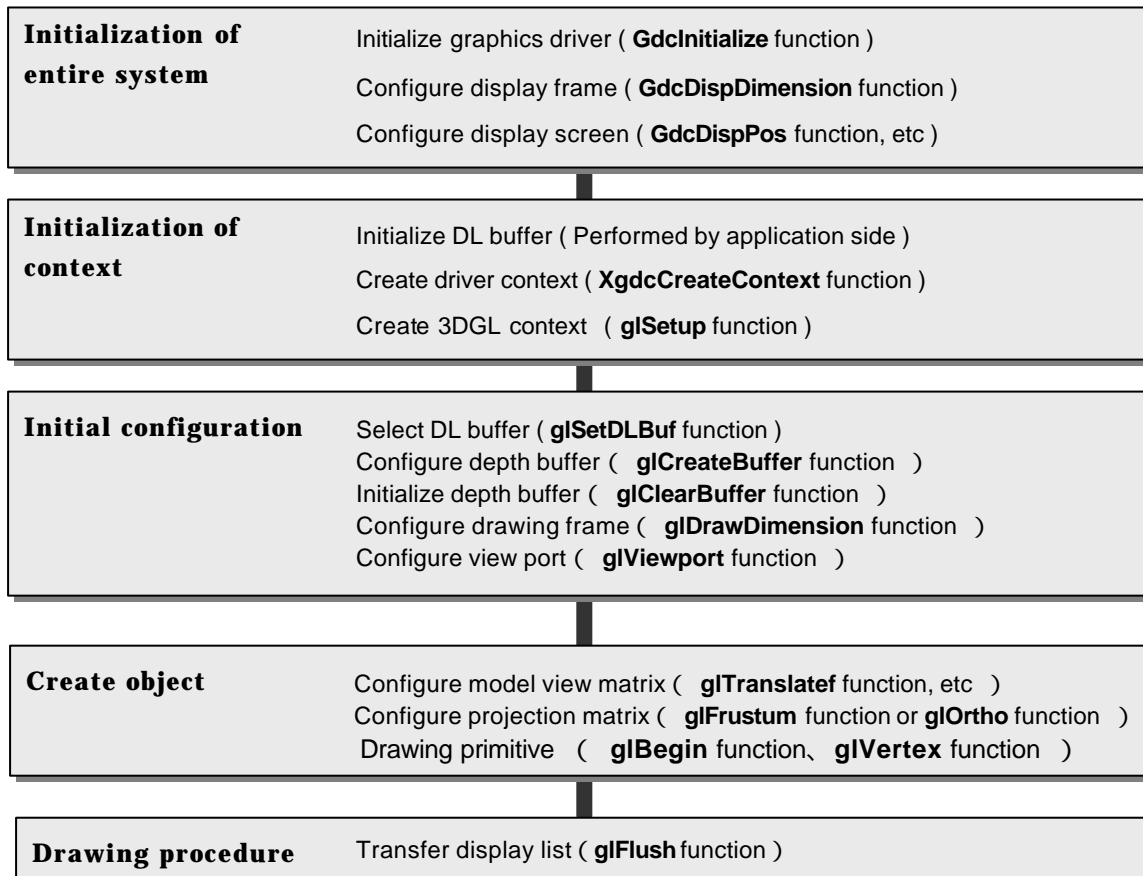 Initialization of
entire system
Initialize graphics driver ( GdcInitialize function )
Configure display frame ( GdcDispDimension function )
Configure display screen ( GdcDispPos function, etc )
Initialization of
context
Initialize DL buffer ( Performed by application side )
Create driver context ( XgdcCreateContext function )
Create 3DGL context ( glSetup function )
Initial configuration
Select DL buffer ( glSetDLBuf function )
Configure depth buffer ( glCreateBuffer function )
Initialize depth buffer ( glClearBuffer function )
Configure drawing frame ( glDrawDimension function )
Configure view port ( glViewport function )
Create object
Configure model view matrix ( glTranslatef function, etc )
Configure projection matrix ( glFrustum function or glOrtho function )
Drawing primitive ( glBegin function、glVertex function )
Drawing procedure
Transfer display list ( glFlush function )